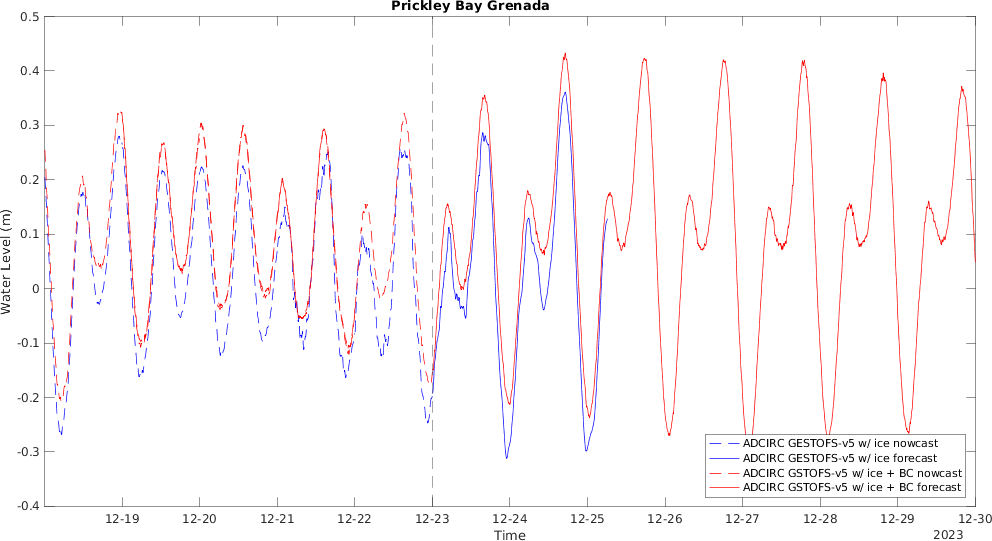 Prickley Bay Grenada
0.5
0.4
0.3
0.2
0.1
0
-0.1
-0.2
-0.3
-0.4
Water Level (m)
ADCIRC GESTOFS-v5 w/ ice nowcast
ADCIRC GESTOFS-v5 w/ ice forecast
ADCIRC GSTOFS-v5 w/ ice + BC nowcast
ADCIRC GSTOFS-v5 w/ ice + BC forecast
12-19 12-20 12-21 12-22 12-23 12-24 12-25 12-26 12-27 12-28 12-29 12-30
Time
2023